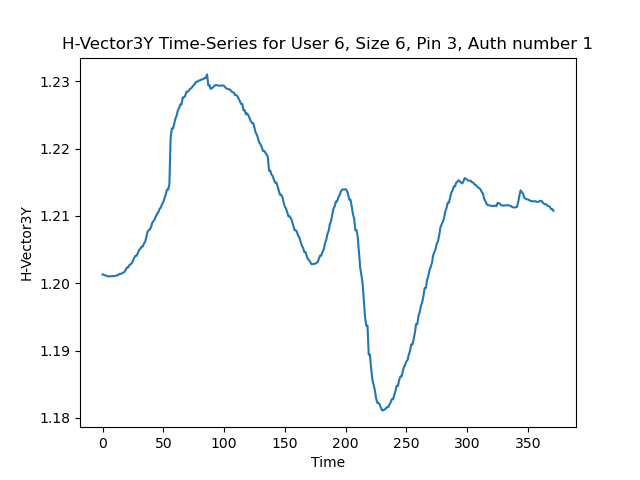 H-Vector3Y Time-Series for User 6, Size 6, Pin 3, Auth number 1
1.23
1.22
1.21
1.20
1.19
1.18
H-Vector3Y
0 50 100 150 200 250 300 350
Time